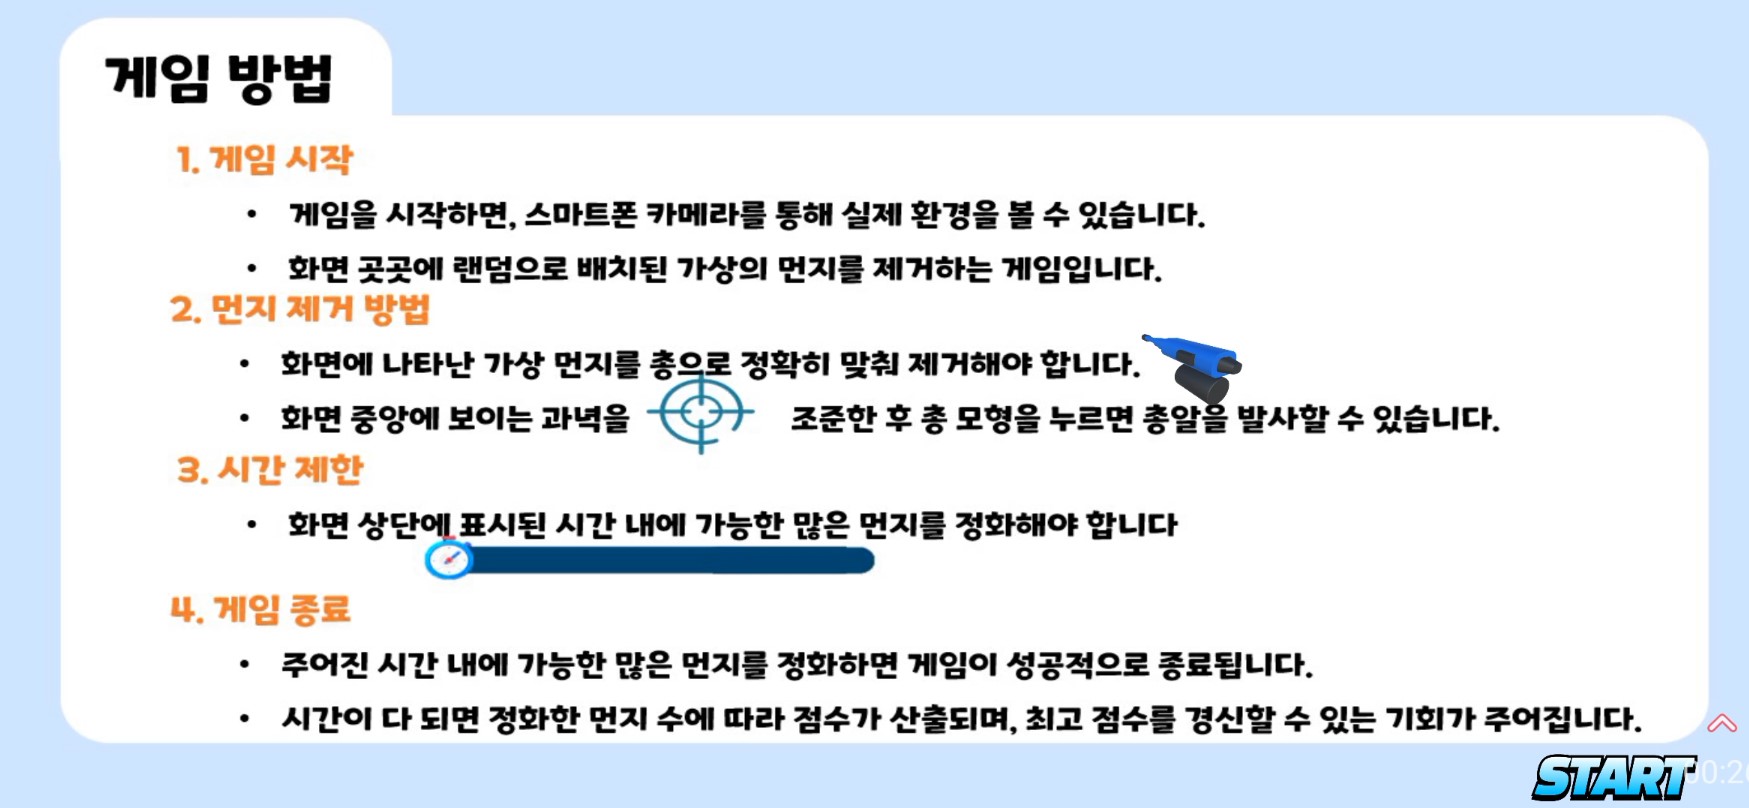 게임 방법
1. 게임 시작
• 게임을 시작하면, 스마트폰 카메라를 통해 실제 환경을 볼 수 있습니다.
• 화면 곳곳에 랜덤으로 배치된 가상의 먼지를 제거하는 게임입니다.
2. 먼지 제거 방법
• 화면에 나타난 가상 먼지를 총으로 정확히 맞춰 제거해야 합니다.
• 화면 중앙에 보이는 과녁을 조준한 후 총 모형을 누르면 총알을 발사할 수 있습니다.
3. 시간 제한
• 화면 상단에 표시된 시간 내에 가능한 많은 먼지를 정화해야 합니다
4. 게임 종료
• 주어진 시간 내에 가능한 많은 먼지를 정화하면 게임이 성공적으로 종료됩니다.
• 시간이 다 되면 정화한 먼지 수에 따라 점수가 산출되며, 최고 점수를 경신할 수 있는 기회가 주어집니다.
START